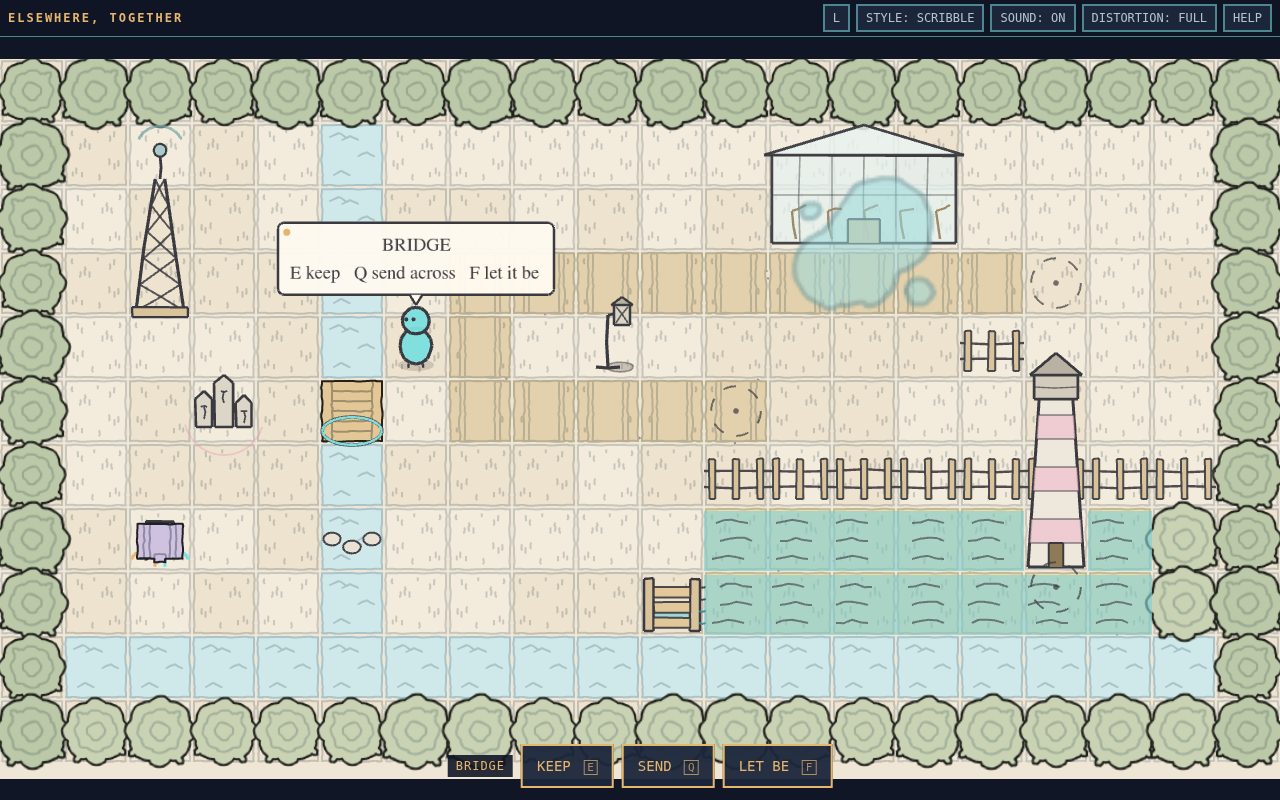 ELSEWHERE, TOGETHER
L
STYLE: SCRIBBLE
SOUND: ON
DISTORTION: FULL
HELP
BRIDGE
E keep Q send across F let it be
BRIDGE
KEEP E
SEND Q
LET BE F